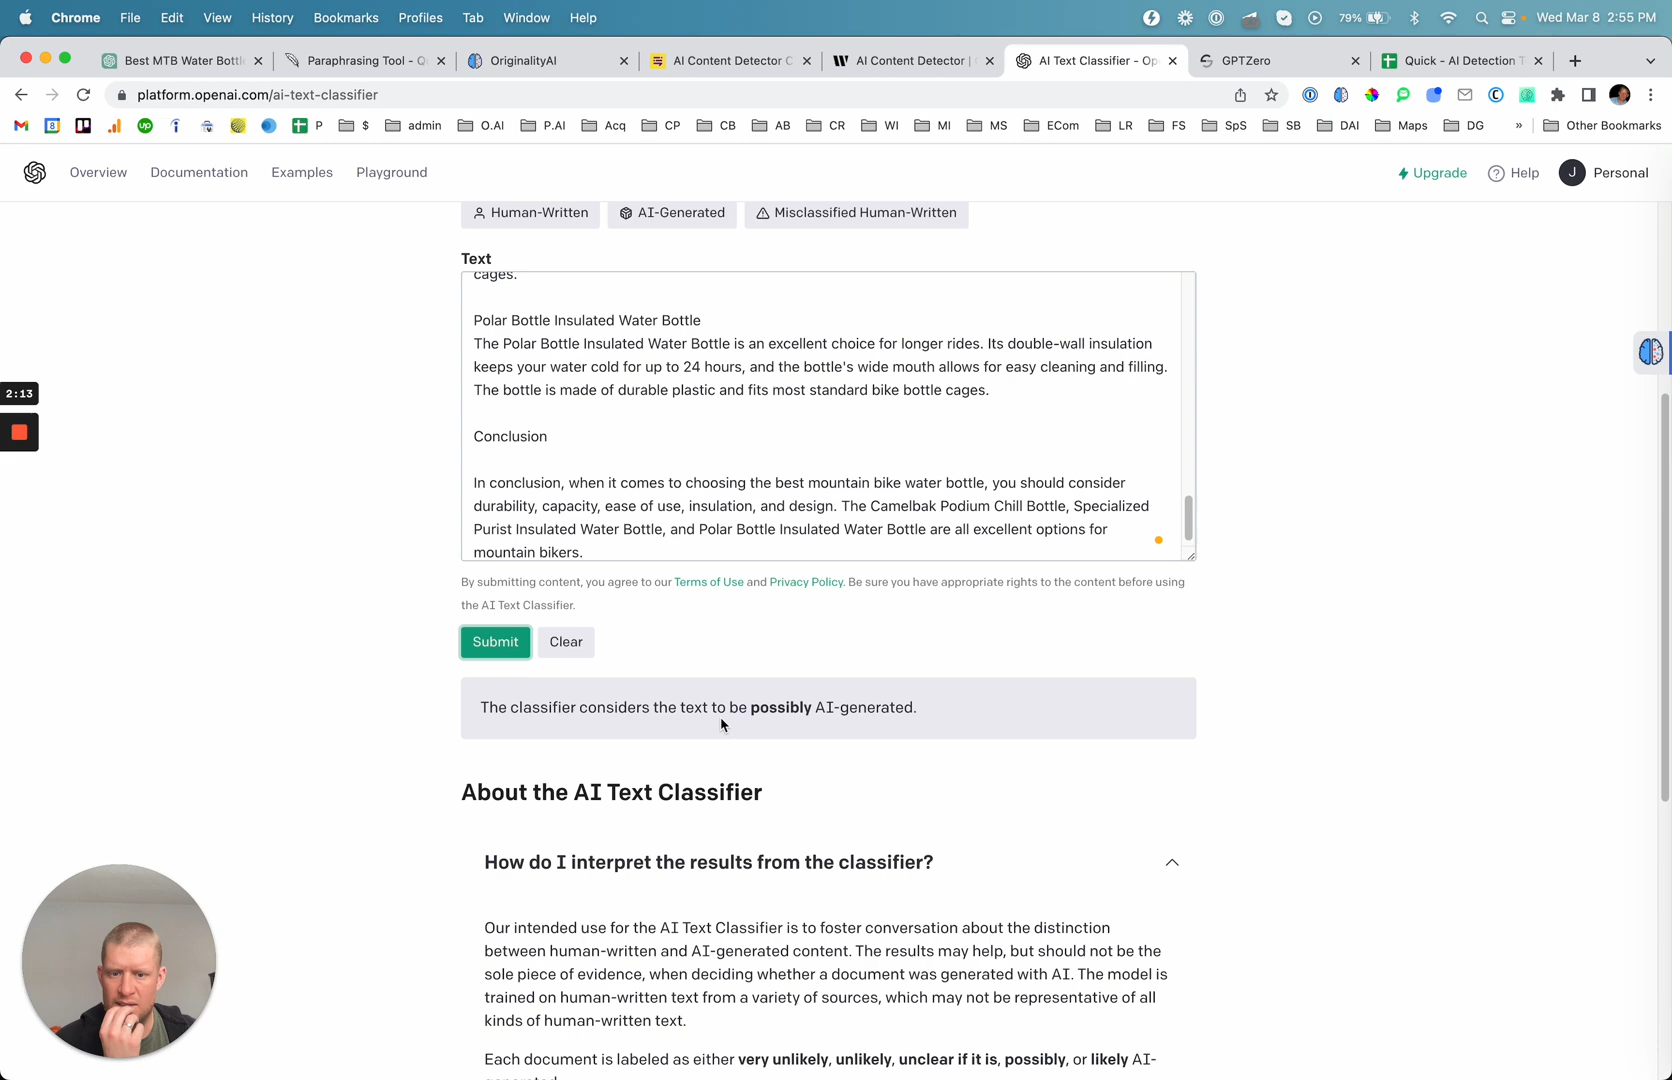 Chrome File Edit View History Bookmarks Profiles Tab Window Help 79% Wed Mar 8 2:55 PM
Best MTB Water Bottl Paraphrasing Tool - Q OriginalityAI AI Content Detector C AI Content Detector | AI Text Classifier - Op GPTZero Quick - AI Detection T
platform.openai.com/ai-text-classifier
P $ admin O.AI P.AI Acq CP CB AB CR WI MI MS ECom LR FS SpS SB DAI Maps DG » Other Bookmarks
Overview Documentation Examples Playground Upgrade Help J Personal
Human-Written AI-Generated Misclassified Human-Written
Text
cages.
Polar Bottle Insulated Water Bottle
The Polar Bottle Insulated Water Bottle is an excellent choice for longer rides. Its double-wall insulation
keeps your water cold for up to 24 hours, and the bottle's wide mouth allows for easy cleaning and filling.
The bottle is made of durable plastic and fits most standard bike bottle cages.
2:13
Conclusion
In conclusion, when it comes to choosing the best mountain bike water bottle, you should consider
durability, capacity, ease of use, insulation, and design. The Camelbak Podium Chill Bottle, Specialized
Purist Insulated Water Bottle, and Polar Bottle Insulated Water Bottle are all excellent options for
mountain bikers.
By submitting content, you agree to our Terms of Use and Privacy Policy. Be sure you have appropriate rights to the content before using
the AI Text Classifier.
Submit Clear
The classifier considers the text to be possibly AI-generated.
About the AI Text Classifier
How do I interpret the results from the classifier?
Our intended use for the AI Text Classifier is to foster conversation about the distinction
between human-written and AI-generated content. The results may help, but should not be the
sole piece of evidence, when deciding whether a document was generated with AI. The model is
trained on human-written text from a variety of sources, which may not be representative of all
kinds of human-written text.
Each document is labeled as either very unlikely, unlikely, unclear if it is, possibly, or likely AI-